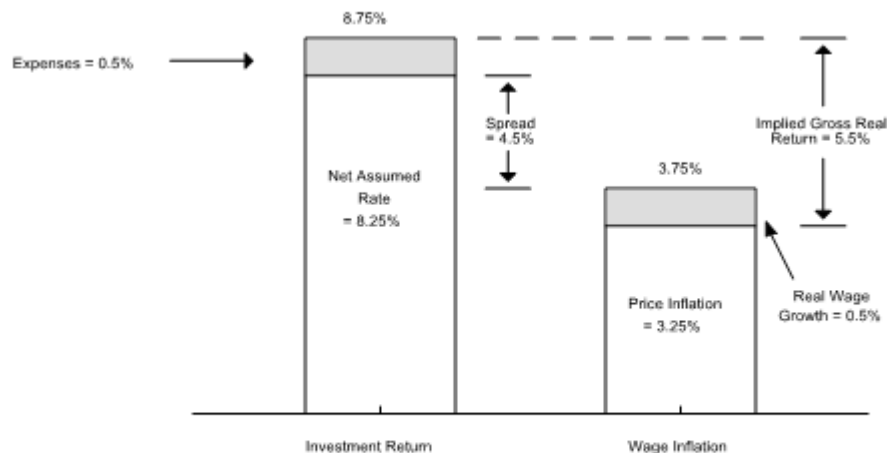 8.75%
Expenses = 0.5%
Spread
= 4.5%
Implied Gross Real
Return = 5.5%
Net Assumed
Rate
= 8.25%
3.75%
Price Inflation
= 3.25%
Real Wage
Growth = 0.5%
Investment Return
Wage Inflation